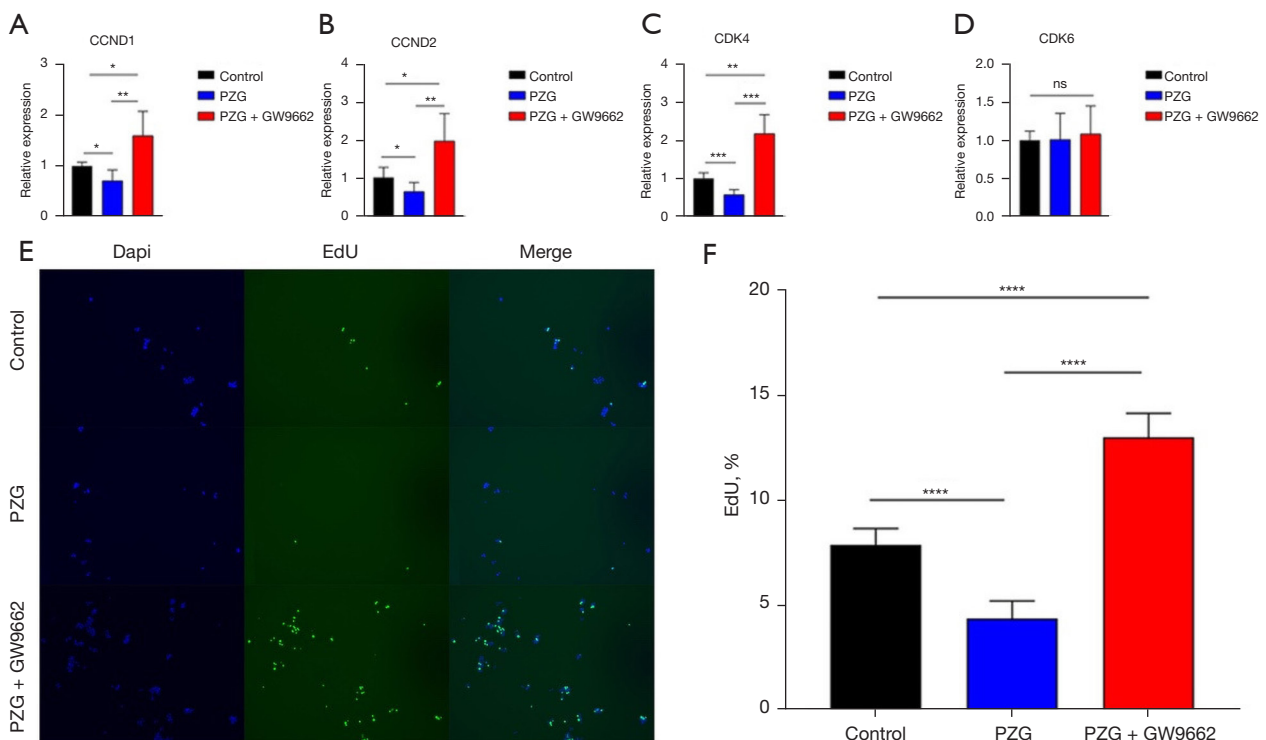 A
CCND1
Relative expression
3
2
1
0
*
**
*
Control
PZG
PZG + GW9662
B
CCND2
Relative expression
4
3
2
1
0
*
**
*
Control
PZG
PZG + GW9662
C
CDK4
Relative expression
4
3
2
1
0
**
***
***
Control
PZG
PZG + GW9662
D
CDK6
Relative expression
2.0
1.5
1.0
0.5
0.0
ns
Control
PZG
PZG + GW9662
E
Dapi EdU Merge
Control
PZG
PZG + GW9662
F
EdU, %
20
15
10
5
0
****
****
****
Control PZG PZG + GW9662